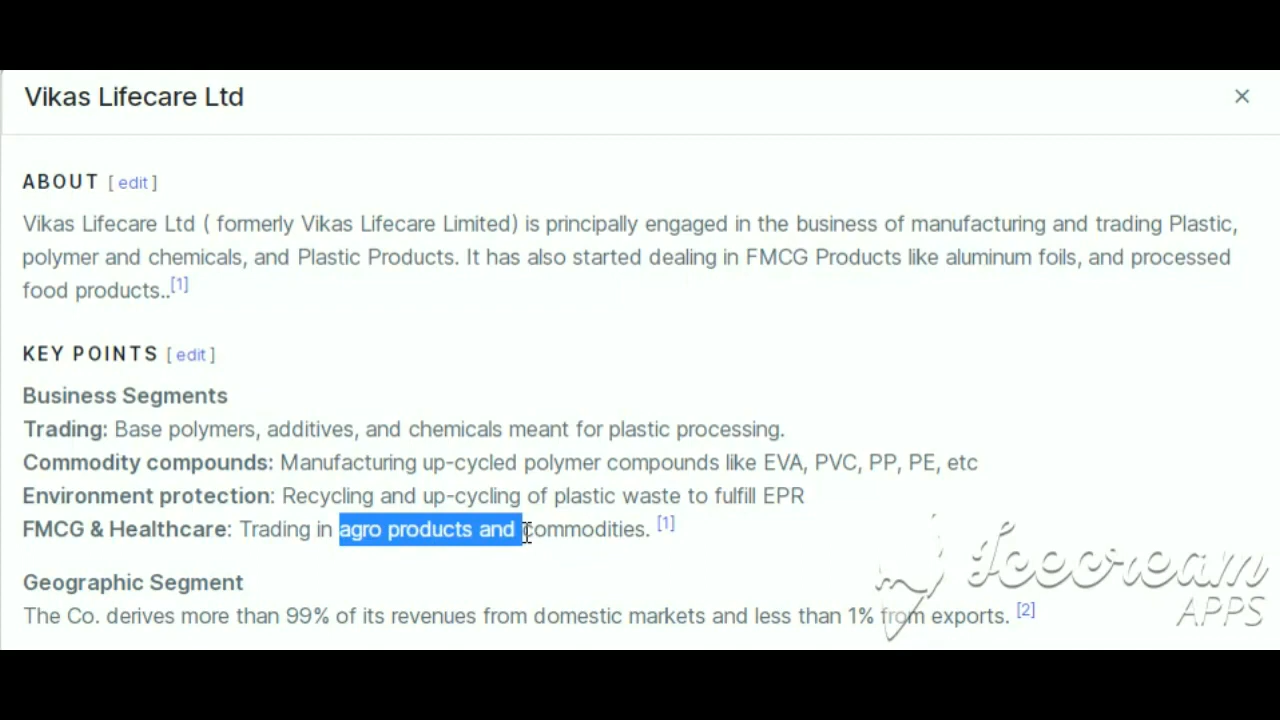 Vikas Lifecare Ltd ×
ABOUT [ edit ]
Vikas Lifecare Ltd ( formerly Vikas Lifecare Limited) is principally engaged in the business of manufacturing and trading Plastic,
polymer and chemicals, and Plastic Products. It has also started dealing in FMCG Products like aluminum foils, and processed
food products..[1]
KEY POINTS [ edit ]
Business Segments
Trading: Base polymers, additives, and chemicals meant for plastic processing.
Commodity compounds: Manufacturing up-cycled polymer compounds like EVA, PVC, PP, PE, etc
Environment protection: Recycling and up-cycling of plastic waste to fulfill EPR
FMCG & Healthcare: Trading in agro products and commodities. [1]
Geographic Segment
The Co. derives more than 99% of its revenues from domestic markets and less than 1% from exports. [2]
Icecream
APPS